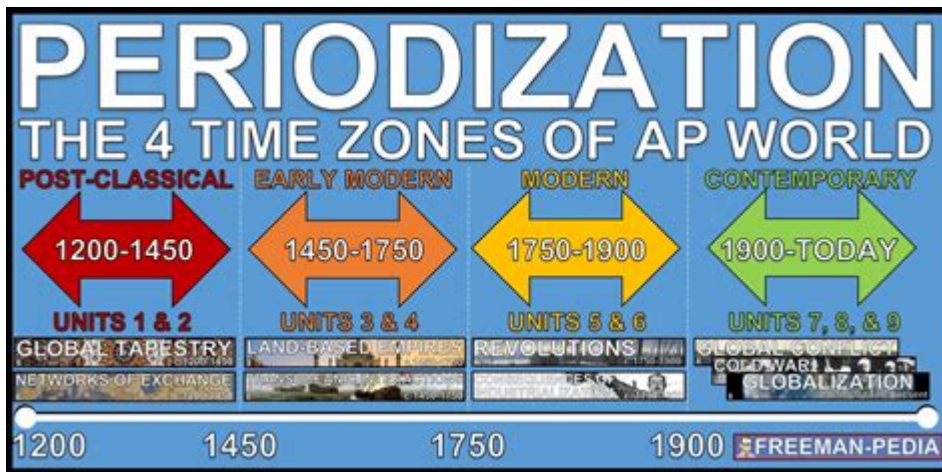 PERIODIZATION
THE 4 TIME ZONES OF AP WORLD
POST-CLASSICAL
EARLY MODERN
MODERN
CONTEMPORARY
1200-1450
1450-1750
1750-1900
1900-TODAY
UNITS 1 & 2
UNITS 3 & 4
UNITS 5 & 6
UNITS 7, 8, & 9
GLOBAL TAPESTRY
LAND-BASED EMPIRES
REVOLUTIONS
GLOBAL CONFLICT
COLD WAR
NETWORKS OF EXCHANGE
GLOBALIZATION
1200
1450
1750
1900
FREEMAN-PEDIA